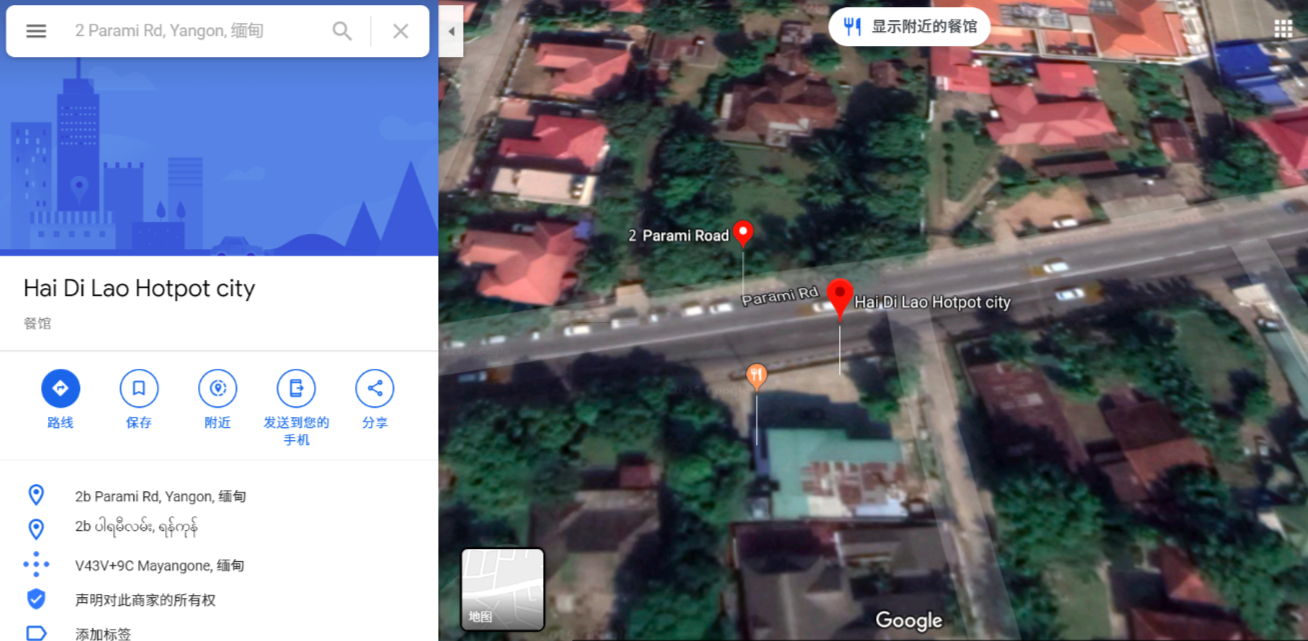 2 Parami Rd, Yangon, 缅甸
Hai Di Lao Hotpot city
餐馆
路线
保存
附近
发送到您的
手机
分享
2b Parami Rd, Yangon, 缅甸
2b ပါရမီလမ်း, ရန်ကုန်
V43V+9C Mayangone, 缅甸
声明对此商家的所有权
添加标签
显示附近的餐馆
2 Parami Road
Parami Rd
Hai Di Lao Hotpot city
地图
Google